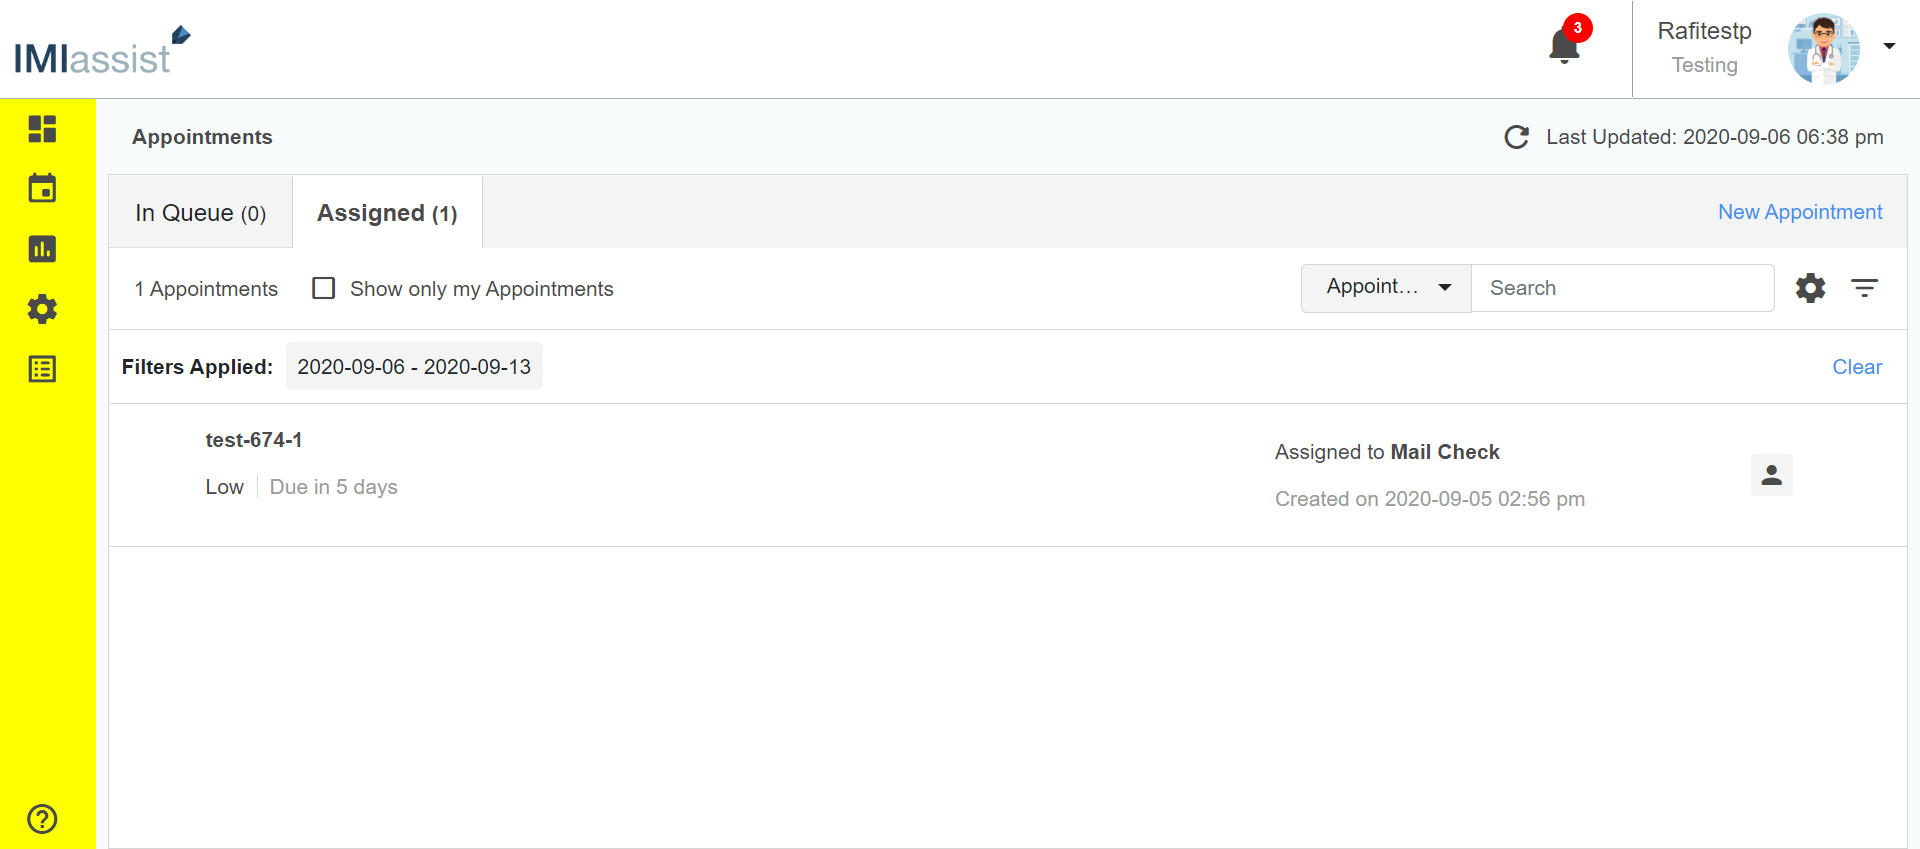 IMIassist
3
Rafitestp
Testing
Appointments
Last Updated: 2020-09-06 06:38 pm
In Queue (0)
Assigned (1)
New Appointment
1 Appointments
Show only my Appointments
Appoint...
Search
Filters Applied:
2020-09-06 - 2020-09-13
Clear
test-674-1
Low
Due in 5 days
Assigned to Mail Check
Created on 2020-09-05 02:56 pm
?